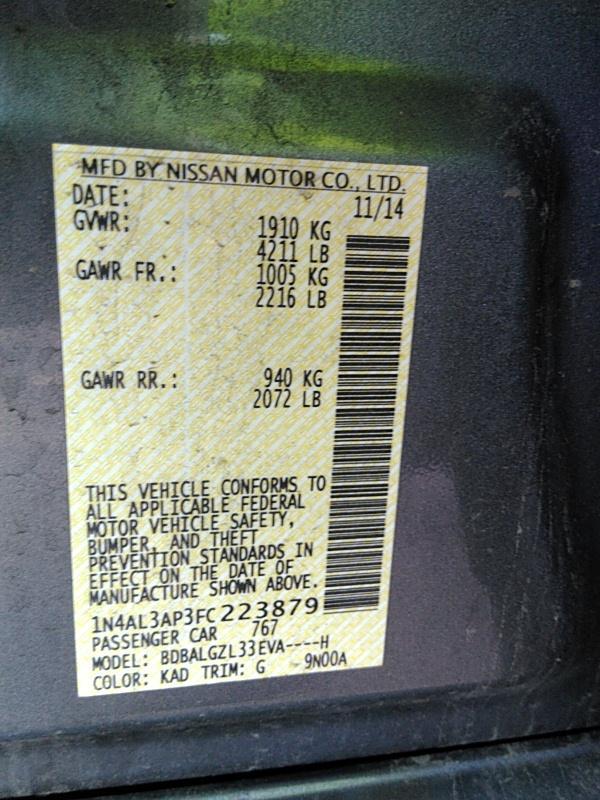 MFD BY NISSAN MOTOR CO., LTD.
DATE: 11/14
GVWR: 1910 KG
4211 LB
GAWR FR.: 1005 KG
2216 LB
GAWR RR.: 940 KG
2072 LB
THIS VEHICLE CONFORMS TO
ALL APPLICABLE FEDERAL
MOTOR VEHICLE SAFETY,
BUMPER, AND THEFT
PREVENTION STANDARDS IN
EFFECT ON THE DATE OF
MANUFACTURE SHOWN ABOVE.
1N4AL3AP3FC223879
PASSENGER CAR 767
MODEL: BDBALGZL33EVA----H
COLOR: KAD TRIM: G 9N00A